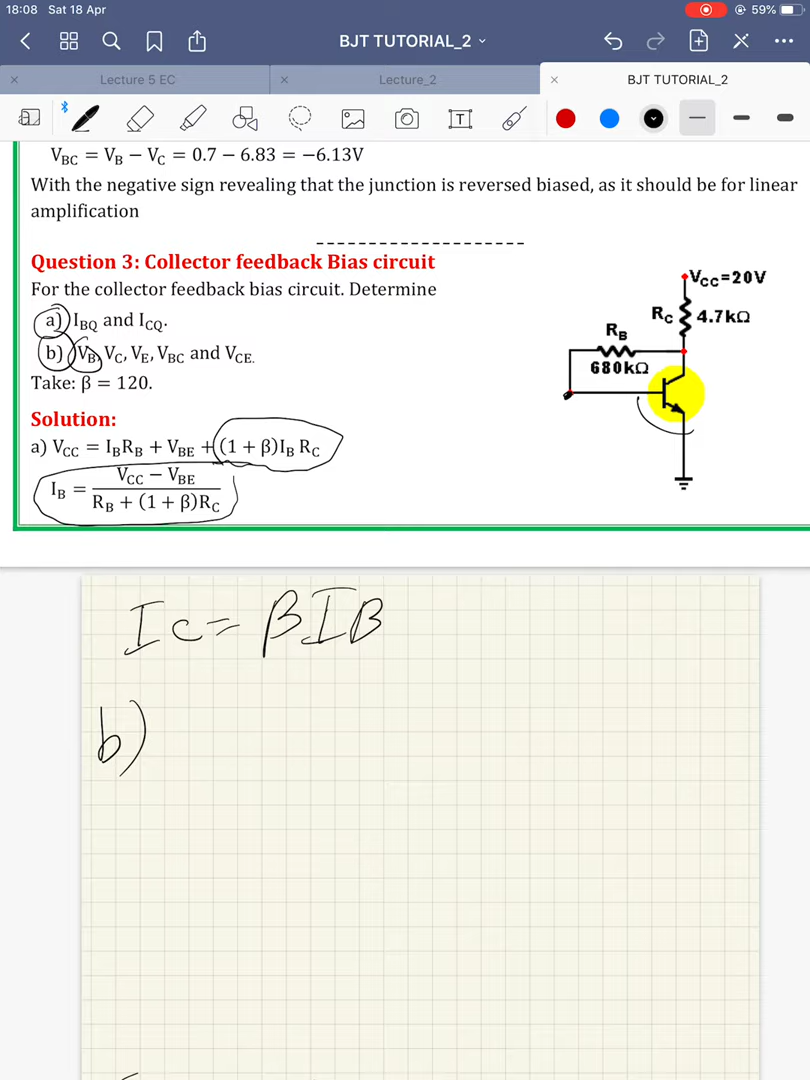 18:08 Sat 18 Apr
59%
BJT TUTORIAL_2
Lecture 5 EC
Lecture_2
BJT TUTORIAL_2
V_BC = V_B − V_C = 0.7 − 6.83 = −6.13V
With the negative sign revealing that the junction is reversed biased, as it should be for linear
amplification
Question 3: Collector feedback Bias circuit
For the collector feedback bias circuit. Determine
a) I_BQ and I_CQ.
b) V_B, V_C, V_E, V_BC and V_CE.
Take: β = 120.
V_CC=20V
R_C 4.7kΩ
R_B
680kΩ
Solution:
a) V_CC = I_B R_B + V_BE + (1 + β)I_B R_C
I_B = (V_CC − V_BE) / (R_B + (1 + β)R_C)
Ic = βIB
b)